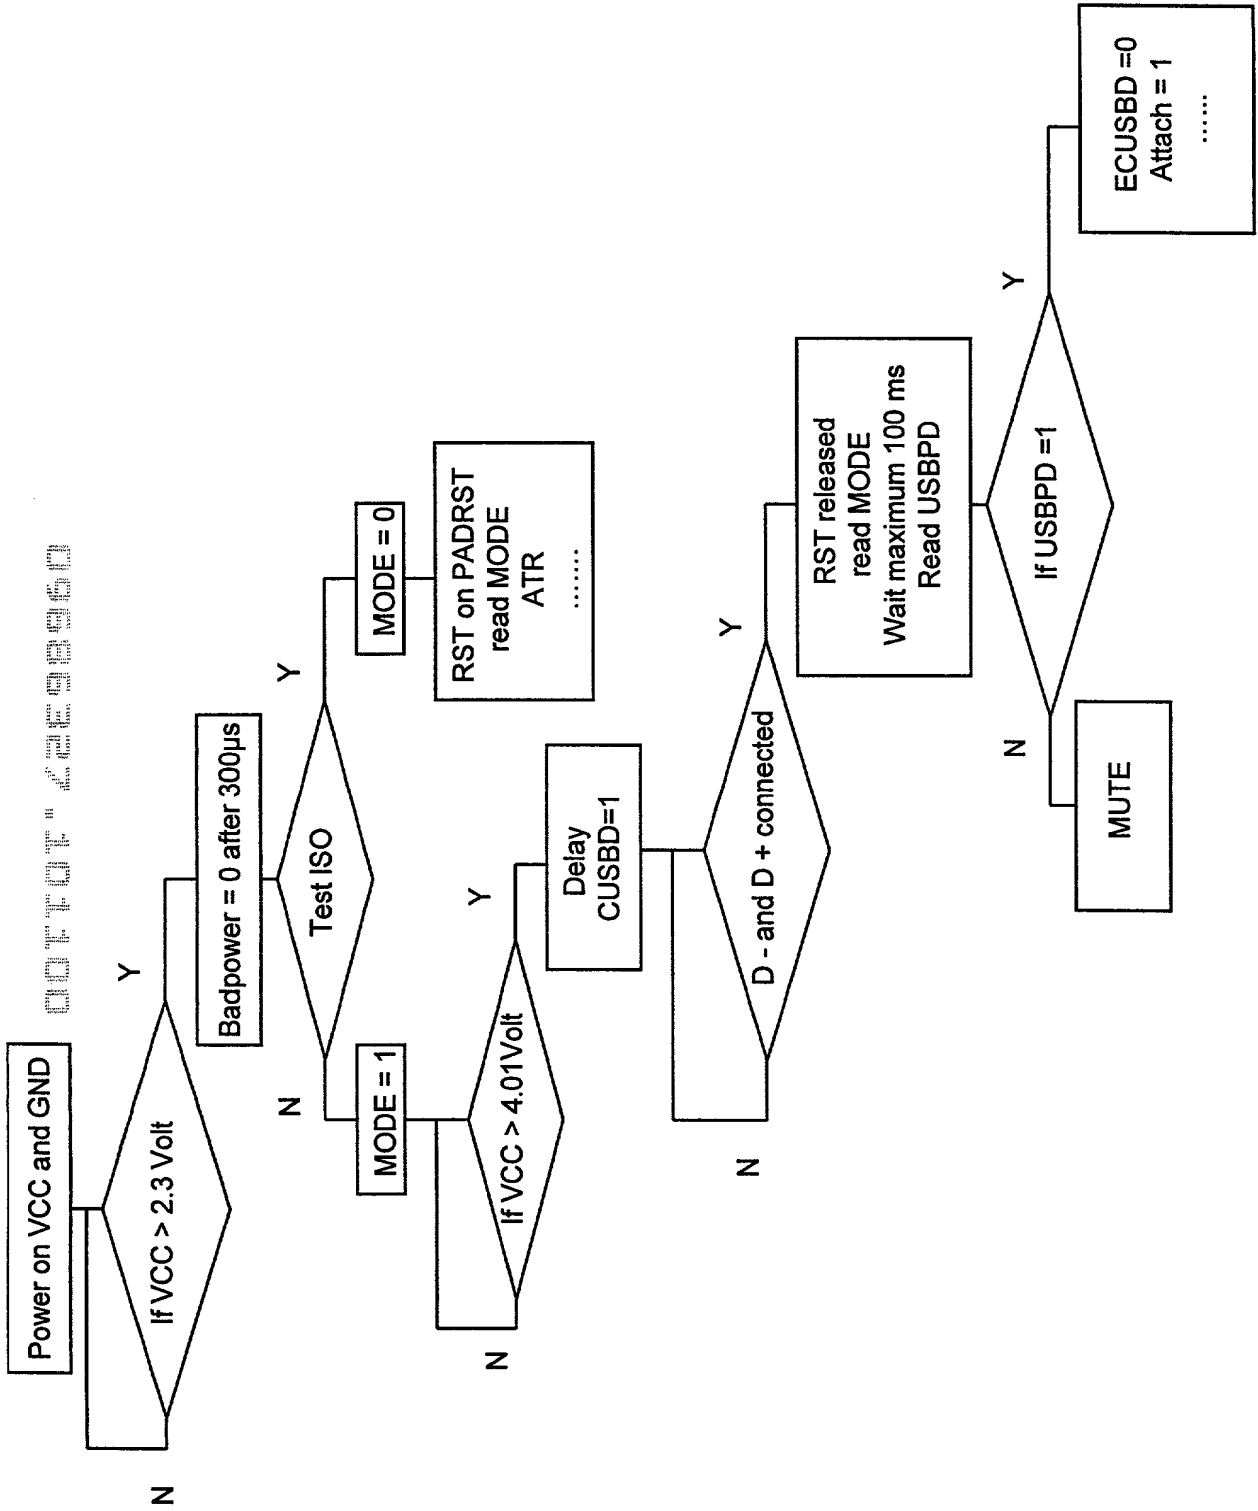 Power on VCC and GND
If VCC > 2.3 Volt
N
Y
Badpower = 0 after 300µs
Test ISO
N
Y
MODE = 1
MODE = 0
RST on PADRST
read MODE
ATR
.......
If VCC > 4.01Volt
N
Y
Delay
CUSBD=1
D - and D + connected
N
Y
RST released
read MODE
Wait maximum 100 ms
Read USBPD
If USBPD =1
N
Y
MUTE
ECUSBD =0
Attach = 1
......